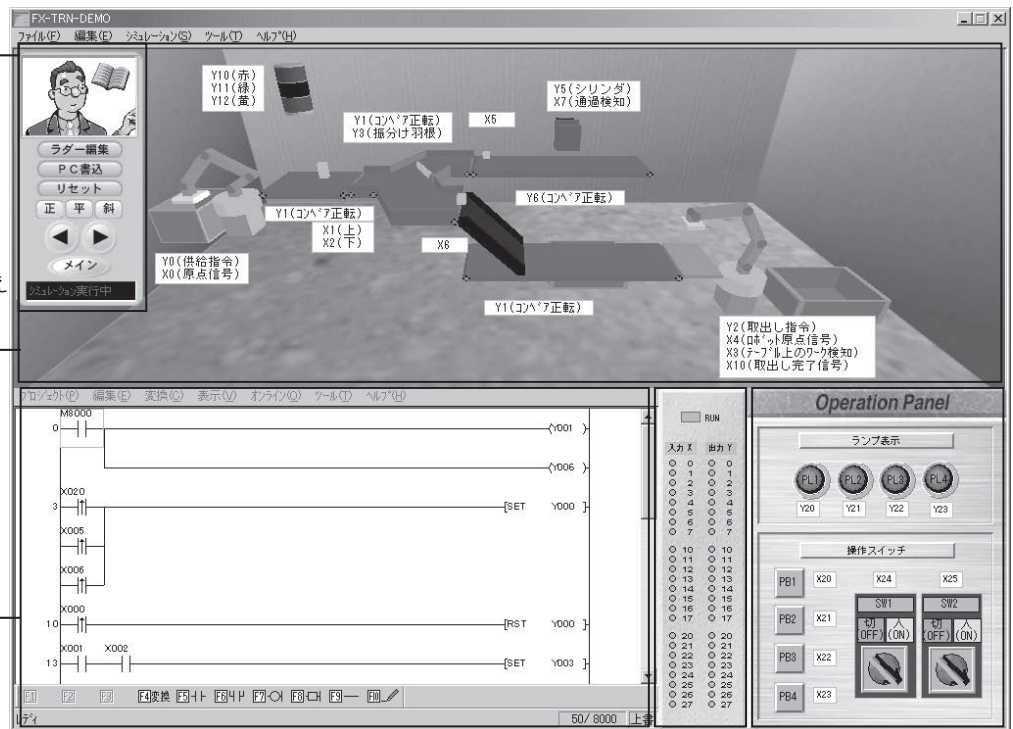 FX-TRN-DEMO
ファイル(F) 編集(E) シミュレーション(S) ツール(T) ヘルプ(H)
ラダー編集
PC書込
リセット
正 平 斜
メイン
シミュレーション実行中
え
Y10(赤)
Y11(緑)
Y12(黄)
Y1(コンベア正転)
Y3(振分け羽根)
X5
Y5(シリンダ)
X7(通過検知)
Y1(コンベア正転)
X1(上)
X2(下)
Y6(コンベア正転)
X6
Y0(供給指令)
X0(原点信号)
Y1(コンベア正転)
Y2(取出し指令)
X4(ロボット原点信号)
X3(テーブル上のワーク検知)
X10(取出し完了信号)
プロジェクト(P) 編集(E) 変換(C) 表示(V) オンライン(O) ツール(T) ヘルプ(H)
M8000
0 Y001
Y006
X020
3 SET Y000
X005
X006
X000
10 RST Y000
X001 X002
13 SET Y003
F1 F2 F3 F4変換 F5 F6 F7 F8 F9 F10
レディ 50/ 8000 上書
RUN
入力 X 出力 Y
0 0
1 1
2 2
3 3
4 4
5 5
6 6
7 7
10 10
11 11
12 12
13 13
14 14
15 15
16 16
17 17
20 20
21 21
22 22
23 23
24 24
25 25
26 26
27 27
Operation Panel
ランプ表示
PL1 PL2 PL3 PL4
Y20 Y21 Y22 Y23
操作スイッチ
PB1 X20 X24 X25
SW1 SW2
PB2 X21 切(OFF) 入(ON) 切(OFF) 入(ON)
PB3 X22
PB4 X23